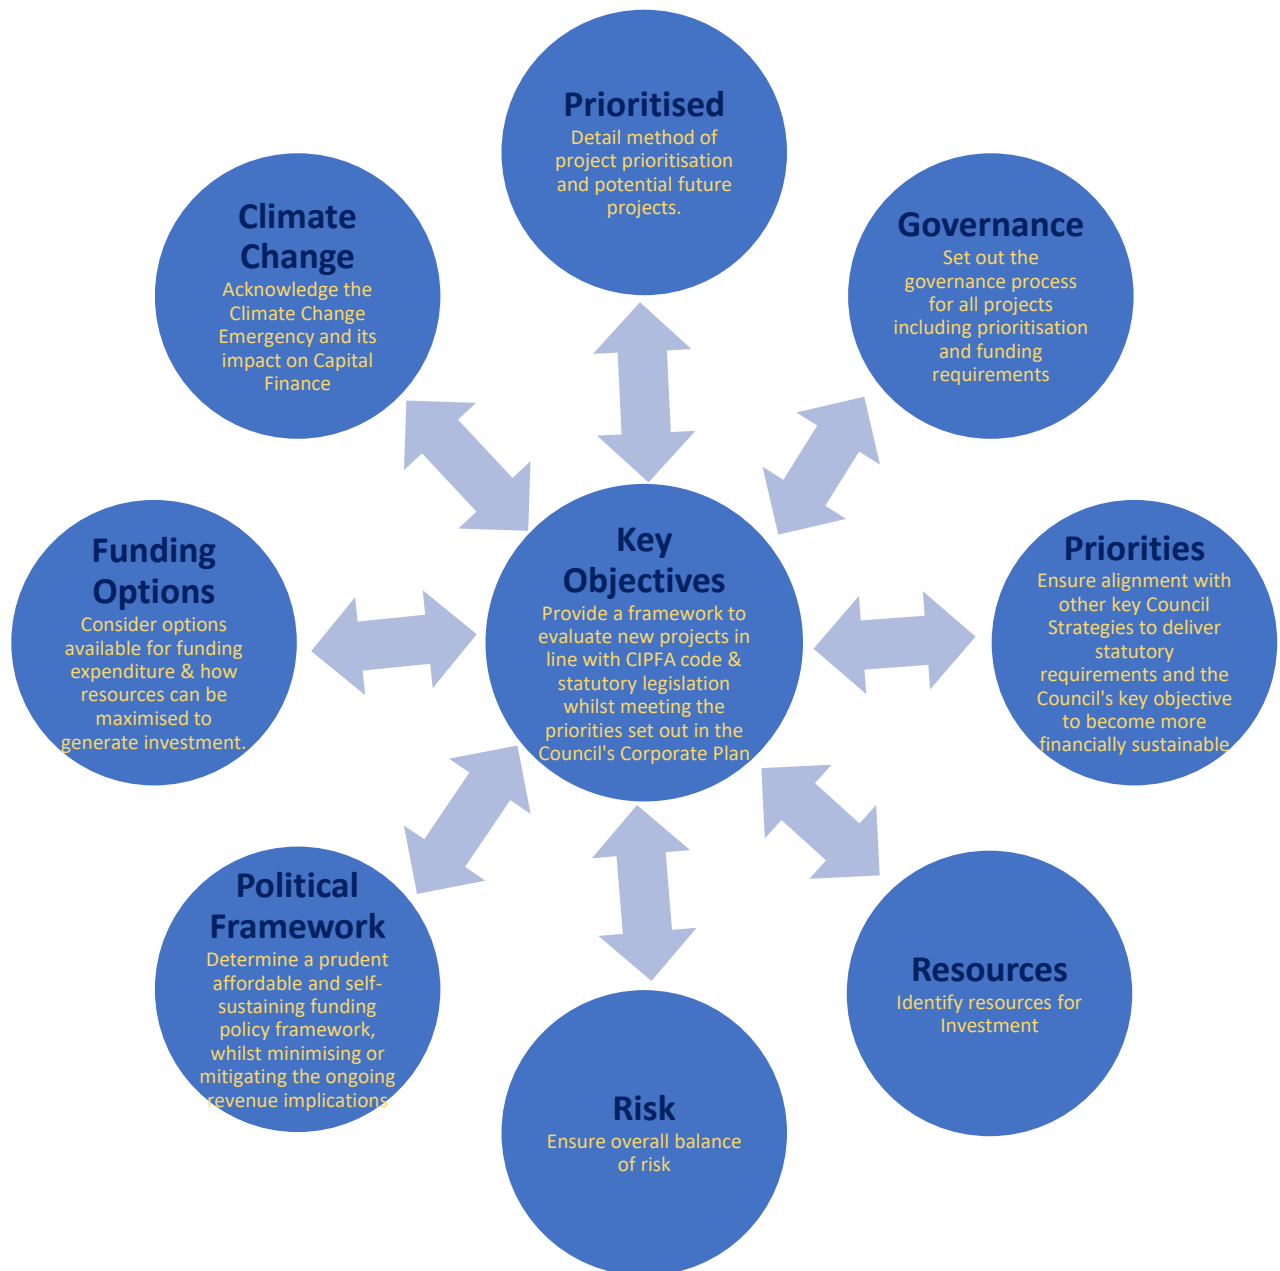 Prioritised
Detail method of
project prioritisation
and potential future
projects.
Climate
Change
Acknowledge the
Climate Change
Emergency and its
impact on Capital
Finance
Governance
Set out the
governance process
for all projects
including prioritisation
and funding
requirements
Funding
Options
Consider options
available for funding
expenditure & how
resources can be
maximised to
generate investment.
Key
Objectives
Provide a framework to
evaluate new projects in
line with CIPFA code &
statutory legislation
whilst meeting the
priorities set out in the
Council's Corporate Plan
Priorities
Ensure alignment with
other key Council
Strategies to deliver
statutory
requirements and the
Council's key objective
to become more
financially sustainable
Political
Framework
Determine a prudent
affordable and self-
sustaining funding
policy framework,
whilst minimising or
mitigating the ongoing
revenue implications
Resources
Identify resources for
Investment
Risk
Ensure overall balance
of risk